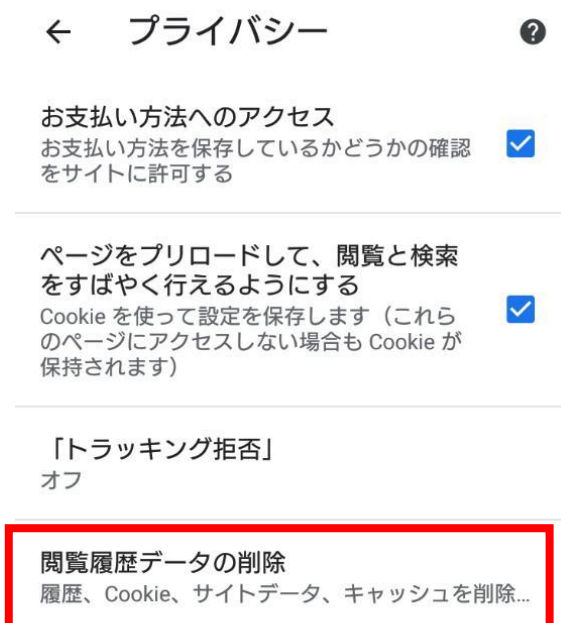 ← プライバシー ?
お支払い方法へのアクセス
お支払い方法を保存しているかどうかの確認
をサイトに許可する
ページをプリロードして、閲覧と検索
をすばやく行えるようにする
Cookie を使って設定を保存します（これら
のページにアクセスしない場合も Cookie が
保持されます）
「トラッキング拒否」
オフ
閲覧履歴データの削除
履歴、Cookie、サイトデータ、キャッシュを削除...